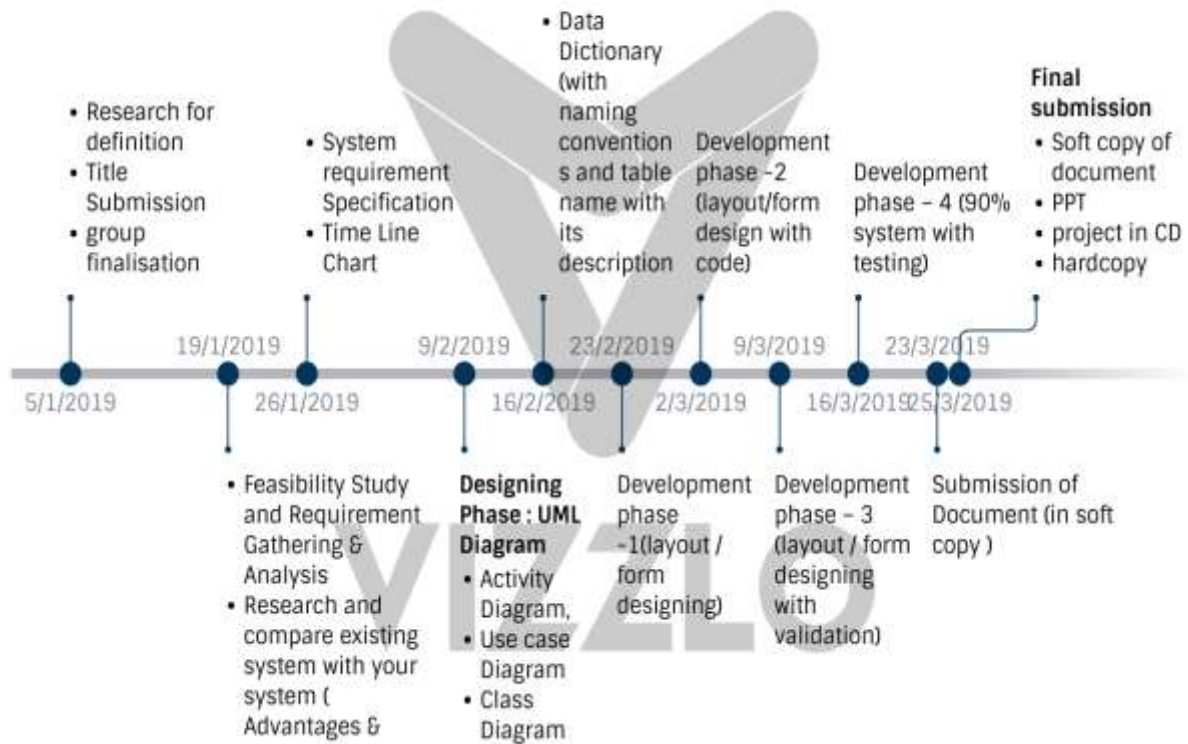 • Research for
definition
• Title
Submission
• group
finalisation
• System
requirement
Specification
• Time Line
Chart
• Data
Dictionary
(with
naming
convention
s and table
name with
its
description
Development
phase -2
(layout/form
design with
code)
Development
phase – 4 (90%
system with
testing)
Final
submission
• Soft copy of
document
• PPT
• project in CD
• hardcopy
19/1/2019
9/2/2019
23/2/2019
9/3/2019
23/3/2019
5/1/2019
26/1/2019
16/2/2019
2/3/2019
16/3/2019
25/3/2019
• Feasibility Study
and Requirement
Gathering &
Analysis
• Research and
compare existing
system with your
system (
Advantages &
Designing
Phase : UML
Diagram
• Activity
Diagram,
• Use case
Diagram
• Class
Diagram
Development
phase
-1(layout /
form
designing)
Development
phase – 3
(layout / form
designing
with
validation)
Submission of
Document (in soft
copy )
VIZZLO